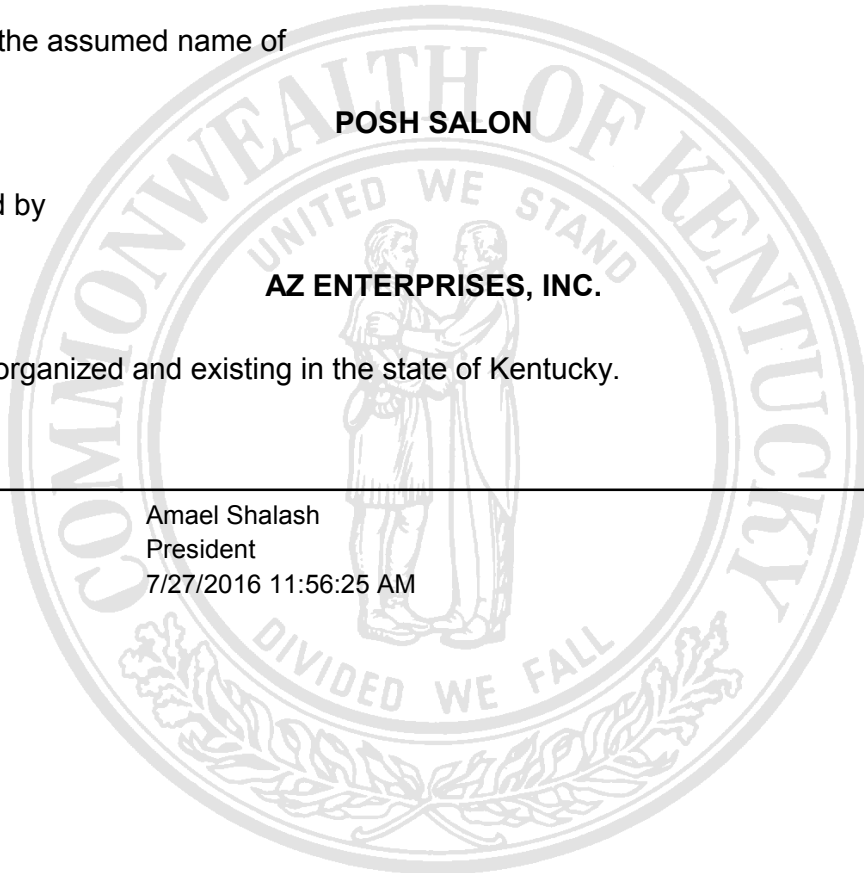 the assumed name of
POSH SALON
d by
AZ ENTERPRISES, INC.
organized and existing in the state of Kentucky.
Amael Shalash
President
7/27/2016 11:56:25 AM
COMMONWEALTH OF KENTUCKY
UNITED WE STAND
DIVIDED WE FALL